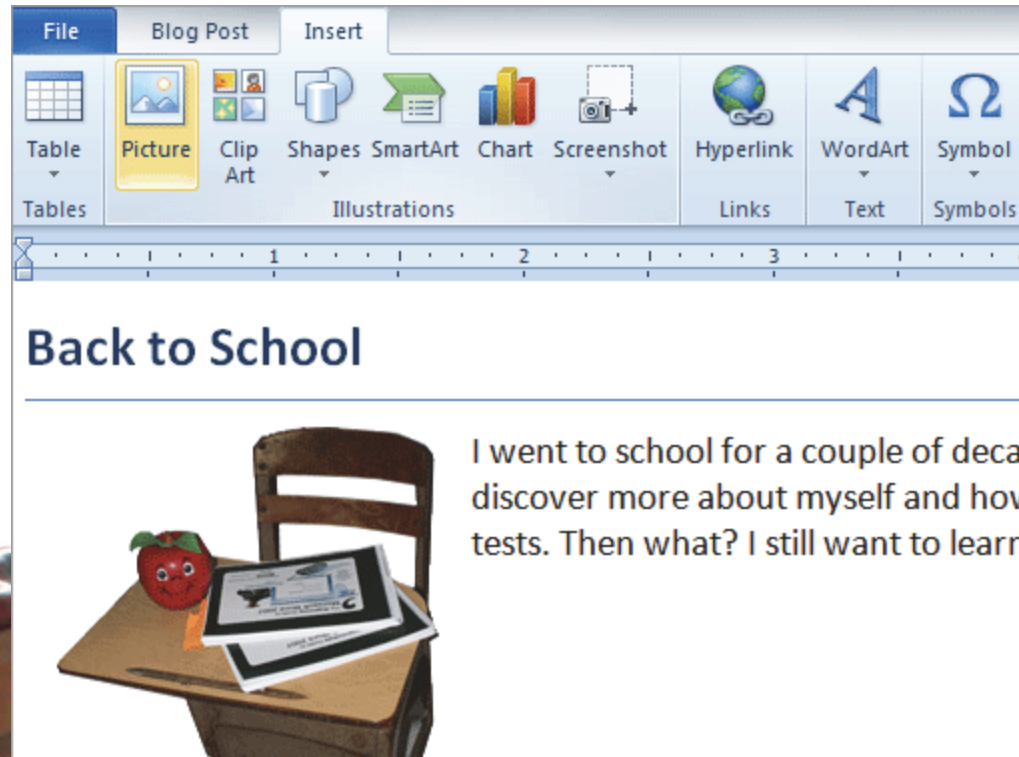 File Blog Post Insert
Table Picture Clip Art Shapes SmartArt Chart Screenshot Hyperlink WordArt Symbol
Tables Illustrations Links Text Symbols
1 2 3
Back to School
I went to school for a couple of deca
discover more about myself and how
tests. Then what? I still want to learn